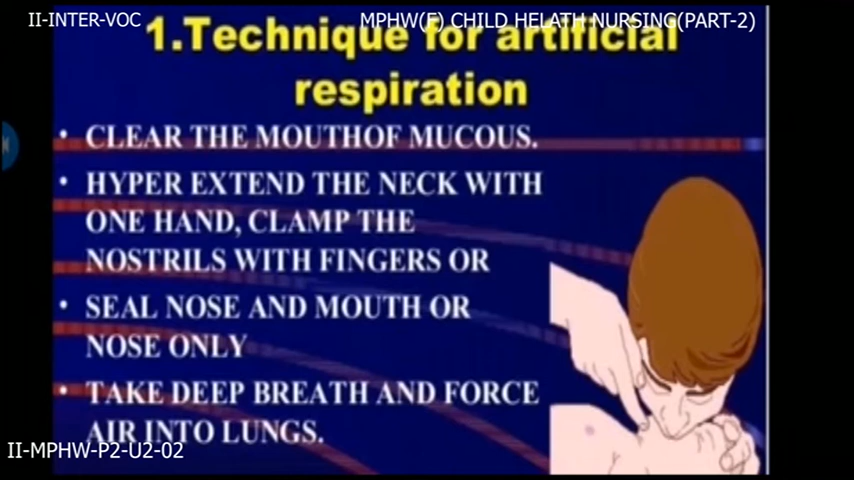 II-INTER-VOC
MPHW(F) CHILD HELATH NURSING(PART-2)
1.Technique for artificial
respiration
• CLEAR THE MOUTHOF MUCOUS.
• HYPER EXTEND THE NECK WITH
ONE HAND, CLAMP THE
NOSTRILS WITH FINGERS OR
• SEAL NOSE AND MOUTH OR
NOSE ONLY
• TAKE DEEP BREATH AND FORCE
AIR INTO LUNGS.
II-MPHW-P2-U2-02